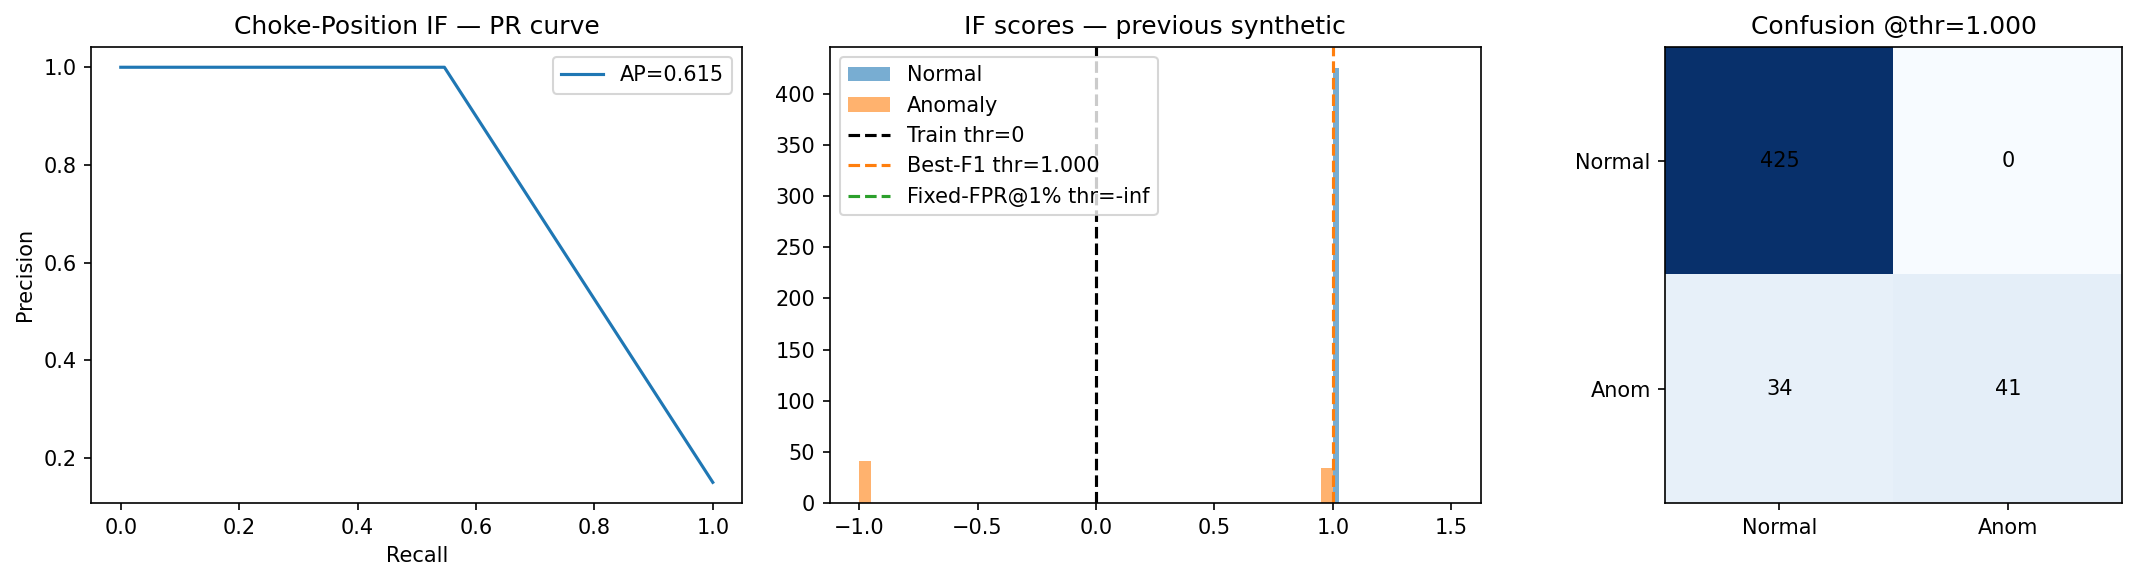 Choke-Position IF — PR curve
AP=0.615
1.0
0.8
0.6
0.4
0.2
Precision
0.0 0.2 0.4 0.6 0.8 1.0
Recall
IF scores — previous synthetic
Normal
Anomaly
Train thr=0
Best-F1 thr=1.000
Fixed-FPR@1% thr=-inf
400
350
300
250
200
150
100
50
0
−1.0 −0.5 0.0 0.5 1.0 1.5
Confusion @thr=1.000
Normal 425 0
Anom 34 41
Normal Anom